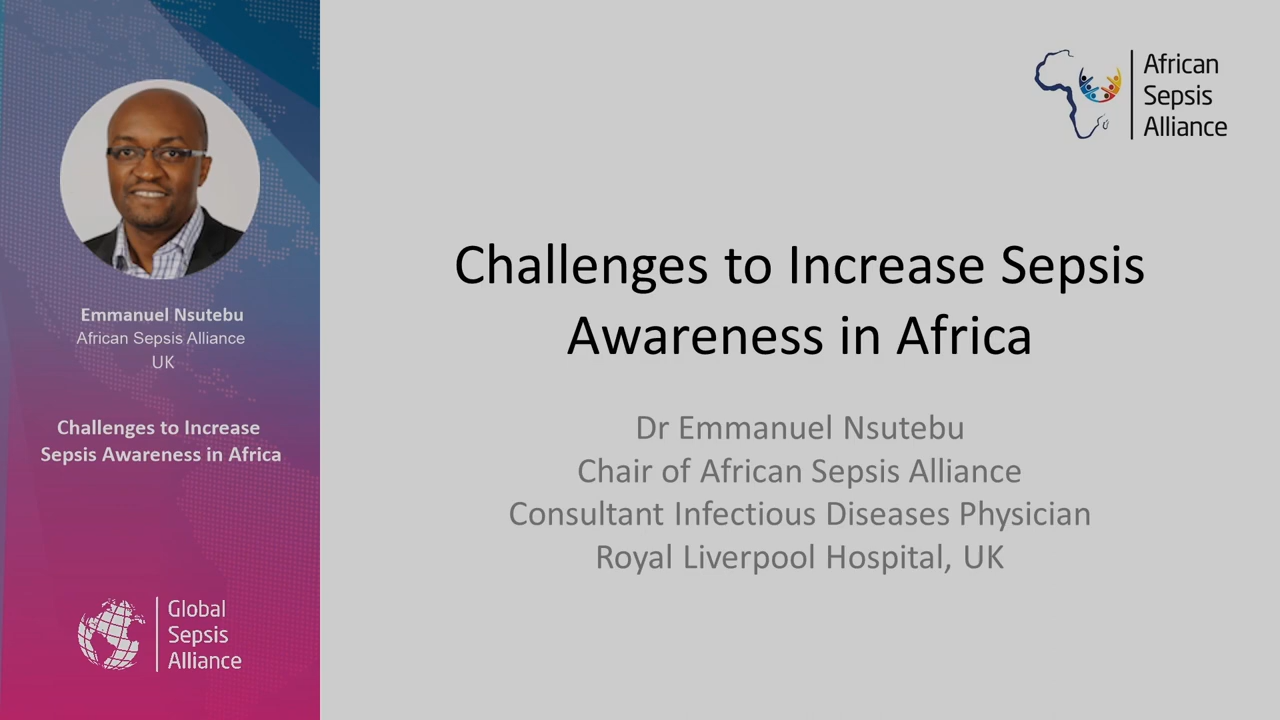 Emmanuel Nsutebu
African Sepsis Alliance
UK
Challenges to Increase
Sepsis Awareness in Africa
Global
Sepsis
Alliance
African
Sepsis
Alliance
Challenges to Increase Sepsis
Awareness in Africa
Dr Emmanuel Nsutebu
Chair of African Sepsis Alliance
Consultant Infectious Diseases Physician
Royal Liverpool Hospital, UK